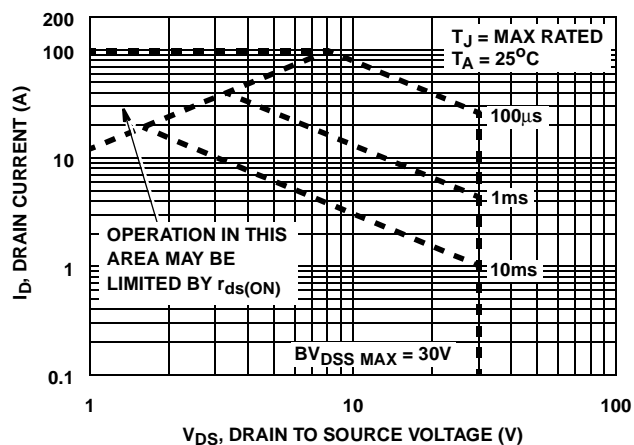 200
100
10
1
0.1
I_D, DRAIN CURRENT (A)
T_J = MAX RATED
T_A = 25°C
100μs
1ms
10ms
OPERATION IN THIS
AREA MAY BE
LIMITED BY r_ds(ON)
BV_DSS MAX = 30V
1
10
100
V_DS, DRAIN TO SOURCE VOLTAGE (V)